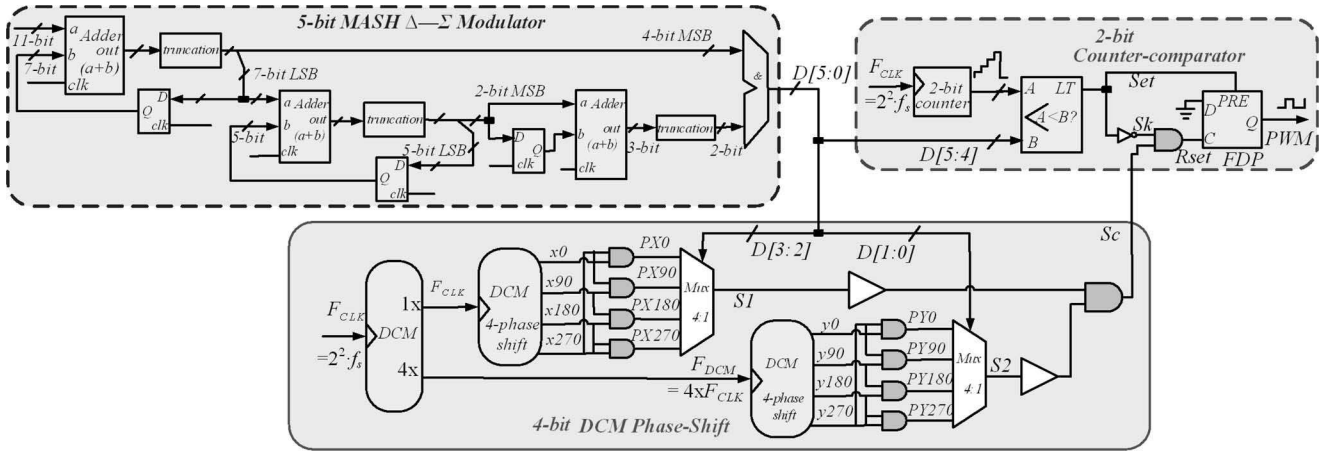 5-bit MASH Δ—Σ Modulator
11-bit
a
Adder
out
(a+b)
b
7-bit
clk
truncation
4-bit MSB
7-bit LSB
D
Q
clk
a
Adder
out
(a+b)
b
5-bit
clk
truncation
2-bit MSB
5-bit LSB
D
Q
clk
D
Q
clk
a
Adder
out
(a+b)
b
clk
3-bit
truncation
2-bit
&
D[5:0]
2-bit
Counter-comparator
F_CLK
=2²·fs
2-bit
counter
A
LT
A<B?
B
D[5:4]
Set
Sk
Rset
D
PRE
Q
C
FDP
PWM
Sc
D[3:2]
D[1:0]
F_CLK
=2²·fs
DCM
1x
4x
F_CLK
DCM
4-phase
shift
x0
x90
x180
x270
PX0
PX90
PX180
PX270
Mux
4:1
S1
F_DCM
= 4xF_CLK
DCM
4-phase
shift
y0
y90
y180
y270
PY0
PY90
PY180
PY270
Mux
4:1
S2
4-bit DCM Phase-Shift